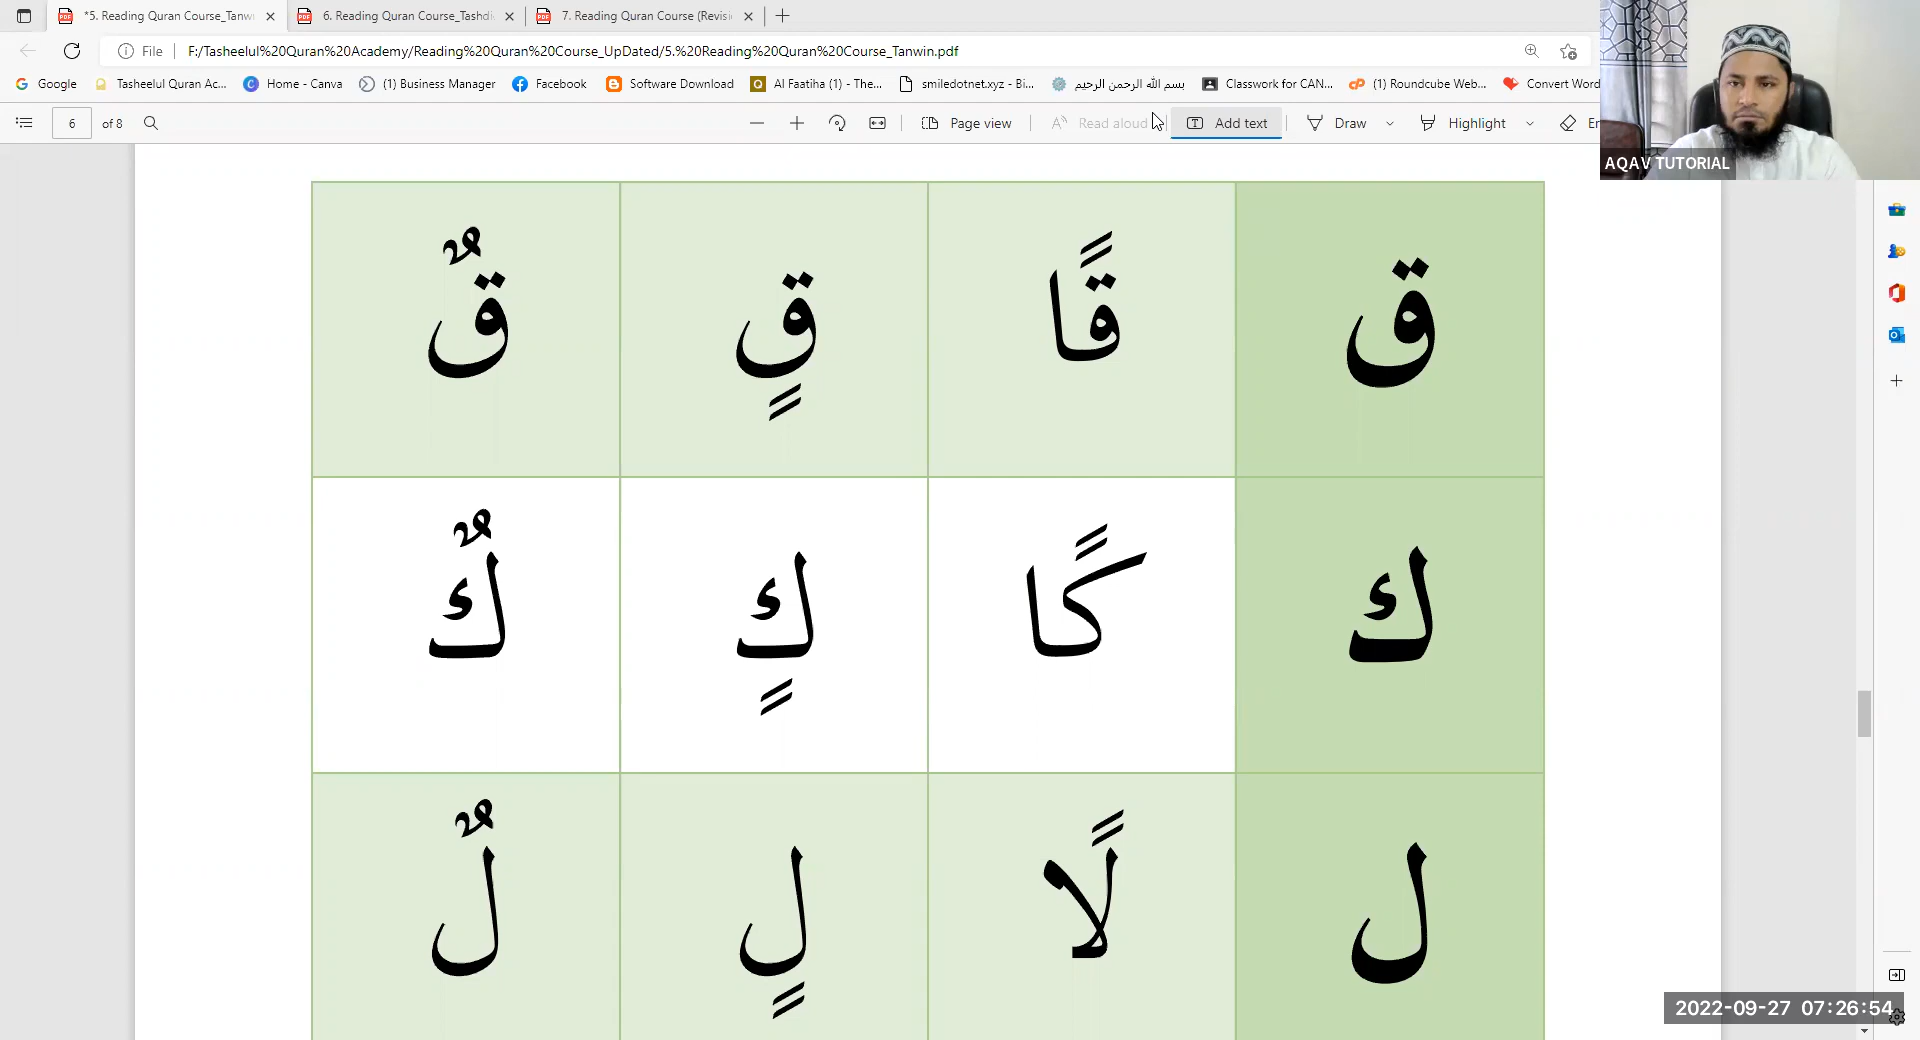 *5. Reading Quran Course_Tanw
6. Reading Quran Course_Tashdi
7. Reading Quran Course (Revisi
File
F:/Tasheelul%20Quran%20Academy/Reading%20Quran%20Course_UpDated/5.%20Reading%20Quran%20Course_Tanwin.pdf
Google
Tasheelul Quran Ac...
Home - Canva
(1) Business Manager
Facebook
Software Download
Al Faatiha (1) - The...
smiledotnet.xyz - Bi...
بسم الله الرحمن الرحيم
Classwork for CAN...
(1) Roundcube Web...
Convert Word
6 of 8
Page view
Read aloud
Add text
Draw
Highlight
AQAV TUTORIAL
ق قًا قٍ قٌ
ك كًا كٍ كٌ
ل لًا لٍ لٌ
2022-09-27 07:26:54